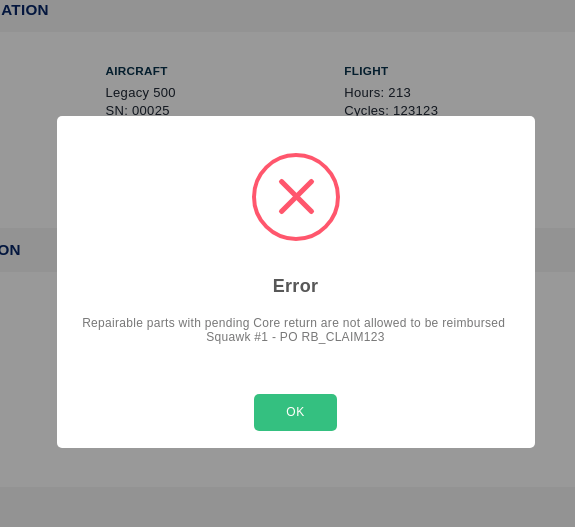 ATION
AIRCRAFT
FLIGHT
Legacy 500
Hours: 213
SN: 00025
Cycles: 123123
ON
Error
Repairable parts with pending Core return are not allowed to be reimbursed
Squawk #1 - PO RB_CLAIM123
OK